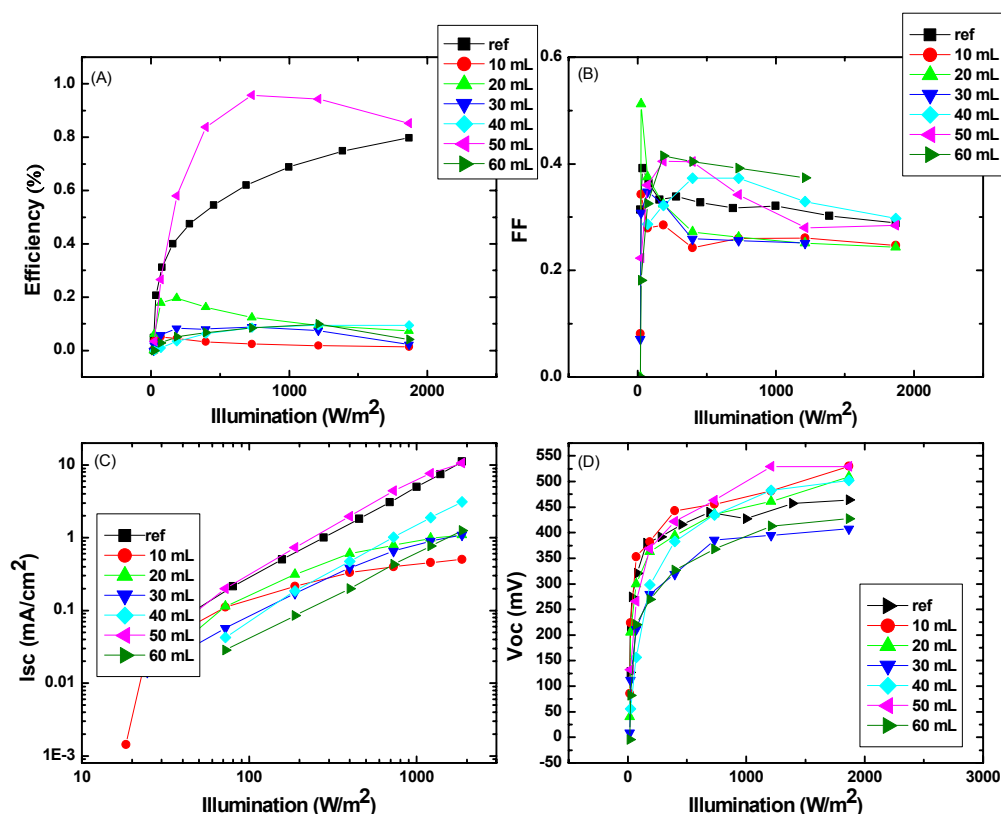 (A)
ref
10 mL
20 mL
30 mL
40 mL
50 mL
60 mL
1.0
0.8
0.6
0.4
0.2
0.0
Efficiency (%)
0
1000
2000
Illumination (W/m²)
(B)
ref
10 mL
20 mL
30 mL
40 mL
50 mL
60 mL
0.6
0.4
0.2
0.0
FF
0
1000
2000
Illumination (W/m²)
(C)
ref
10 mL
20 mL
30 mL
40 mL
50 mL
60 mL
10
1
0.1
0.01
1E-3
Isc (mA/cm²)
10
100
1000
Illumination (W/m²)
(D)
550
500
450
400
350
300
250
200
150
100
50
0
-50
Voc (mV)
ref
10 mL
20 mL
30 mL
40 mL
50 mL
60 mL
0
1000
2000
3000
Illumination (W/m²)